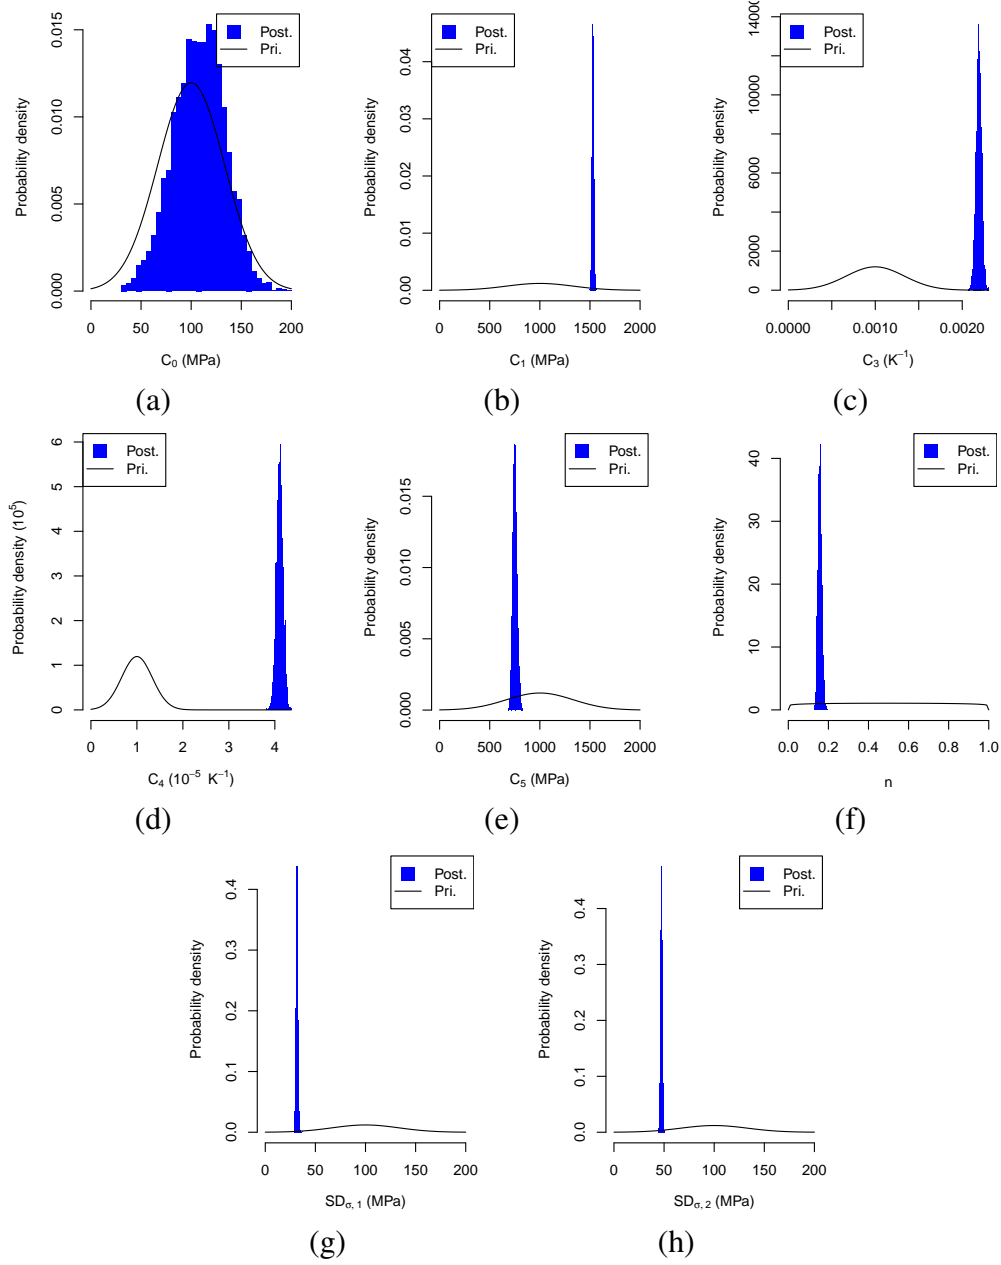 Post.
Pri.
Probability density
0.000 0.005 0.010 0.015
0 50 100 150 200
C₀ (MPa)
(a)
Post.
Pri.
Probability density
0.00 0.01 0.02 0.03 0.04
0 500 1000 1500 2000
C₁ (MPa)
(b)
Post.
Pri.
Probability density
0 2000 6000 10000 14000
0.0000 0.0010 0.0020
C₃ (K⁻¹)
(c)
Post.
Pri.
Probability density (10⁵)
0 1 2 3 4 5 6
0 1 2 3 4
C₄ (10⁻⁵ K⁻¹)
(d)
Post.
Pri.
Probability density
0.000 0.005 0.010 0.015
0 500 1000 1500 2000
C₅ (MPa)
(e)
Post.
Pri.
Probability density
0 10 20 30 40
0.0 0.2 0.4 0.6 0.8 1.0
n
(f)
Post.
Pri.
Probability density
0.0 0.1 0.2 0.3 0.4
0 50 100 150 200
SD_σ, 1 (MPa)
(g)
Post.
Pri.
Probability density
0.0 0.1 0.2 0.3 0.4
0 50 100 150 200
SD_σ, 2 (MPa)
(h)